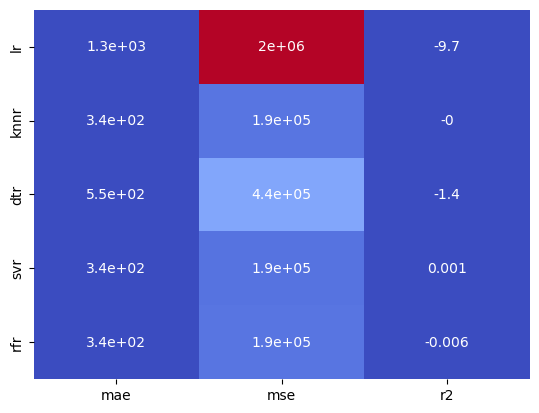 lr 1.3e+03 2e+06 -9.7
knnr 3.4e+02 1.9e+05 -0
dtr 5.5e+02 4.4e+05 -1.4
svr 3.4e+02 1.9e+05 0.001
rfr 3.4e+02 1.9e+05 -0.006
mae mse r2